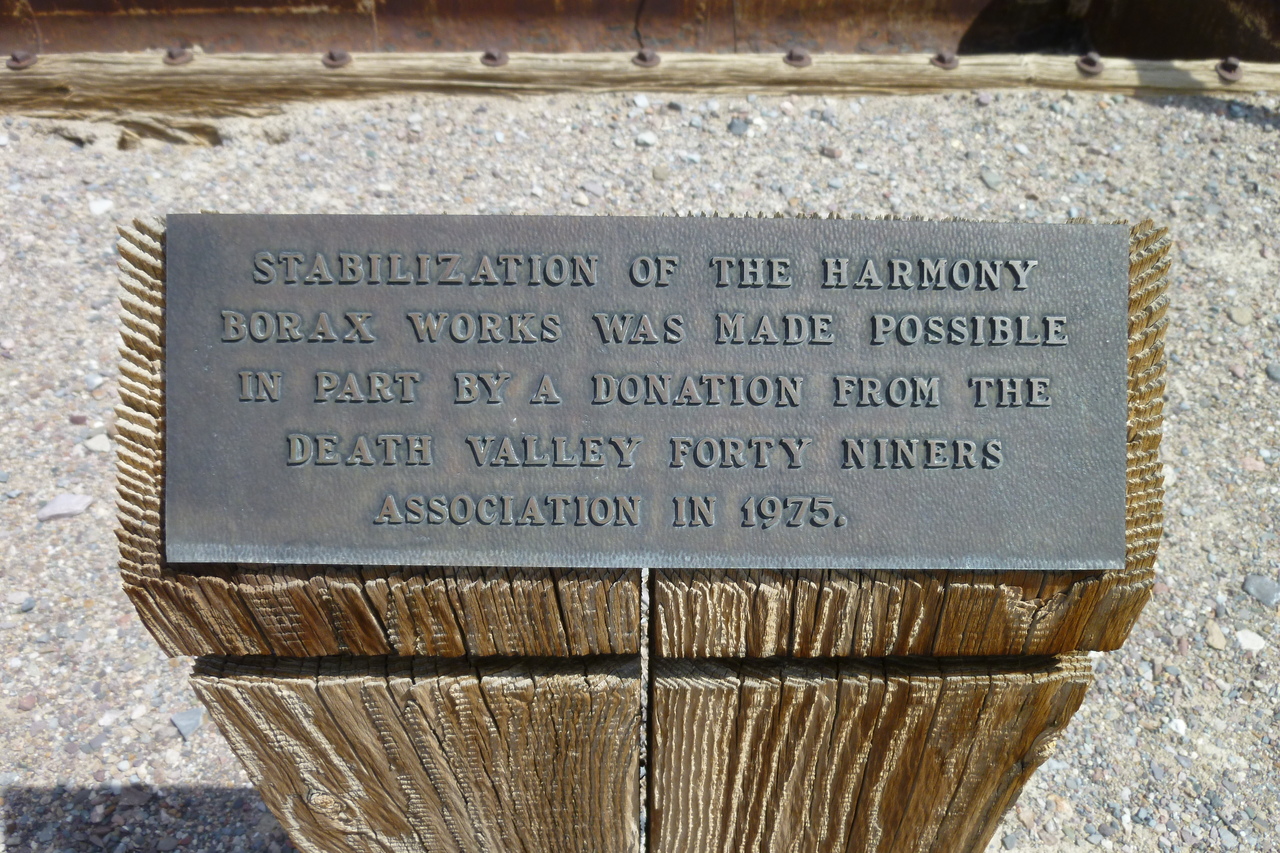 STABILIZATION OF THE HARMONY
BORAX WORKS WAS MADE POSSIBLE
IN PART BY A DONATION FROM THE
DEATH VALLEY FORTY NINERS
ASSOCIATION IN 1975.